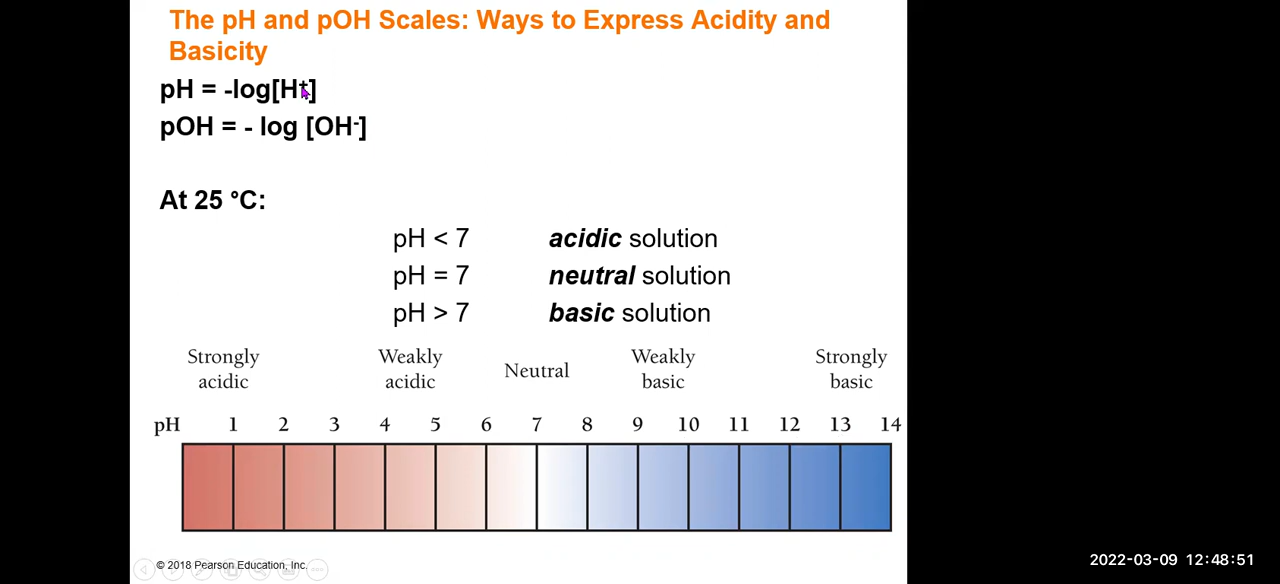 The pH and pOH Scales: Ways to Express Acidity and
Basicity
pH = -log[H+]
pOH = - log [OH-]
At 25 °C:
pH < 7 acidic solution
pH = 7 neutral solution
pH > 7 basic solution
Strongly acidic Weakly acidic Neutral Weakly basic Strongly basic
pH 1 2 3 4 5 6 7 8 9 10 11 12 13 14
© 2018 Pearson Education, Inc.
2022-03-09 12:48:51